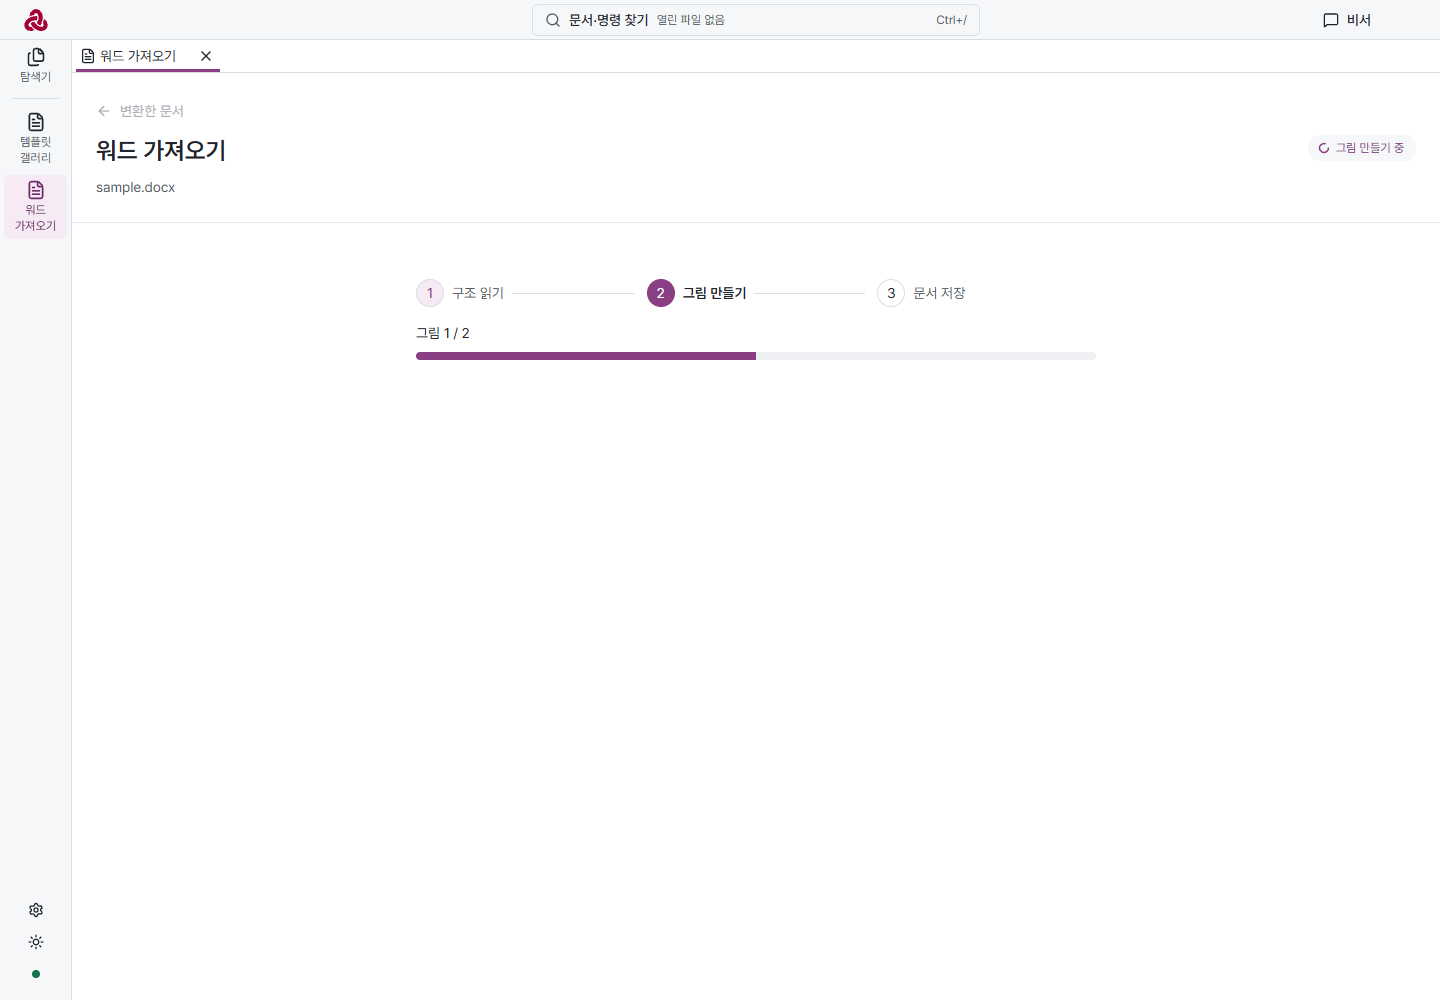 문서·명령 찾기 열린 파일 없음 Ctrl+/
비서
탐색기
템플릿
갤러리
워드
가져오기
워드 가져오기
변환한 문서
워드 가져오기
그림 만들기 중
sample.docx
1 구조 읽기
2 그림 만들기
3 문서 저장
그림 1 / 2